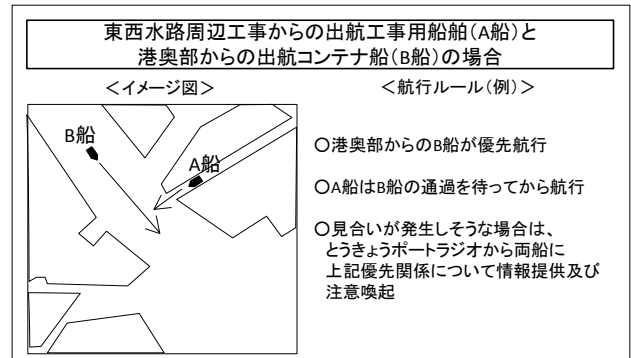 東西水路周辺工事からの出航工事用船舶(A船)と
港奥部からの出航コンテナ船(B船)の場合
＜イメージ図＞
＜航行ルール(例)＞
B船
A船
○港奥部からのB船が優先航行
○A船はB船の通過を待ってから航行
○見合いが発生しそうな場合は、
とうきょうポートラジオから両船に
上記優先関係について情報提供及び
注意喚起